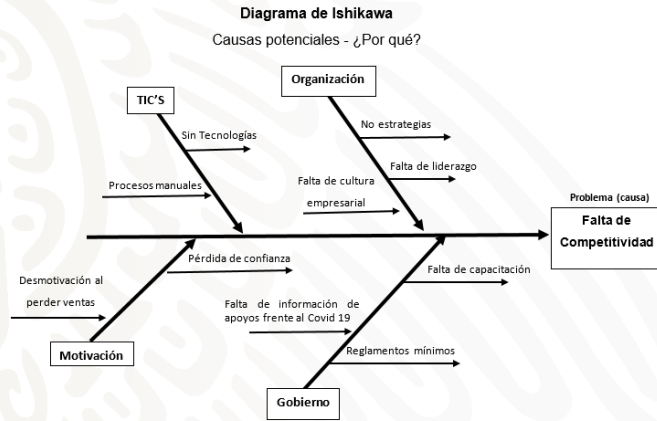 Diagrama de Ishikawa
Causas potenciales - ¿Por qué?
Organización
TIC'S
No estrategias
Sin Tecnologías
Falta de liderazgo
Procesos manuales
Falta de cultura
empresarial
Problema (causa)
Falta de
Competitividad
Pérdida de confianza
Desmotivación al
perder ventas
Falta de capacitación
Falta de información de
apoyos frente al Covid 19
Reglamentos mínimos
Motivación
Gobierno